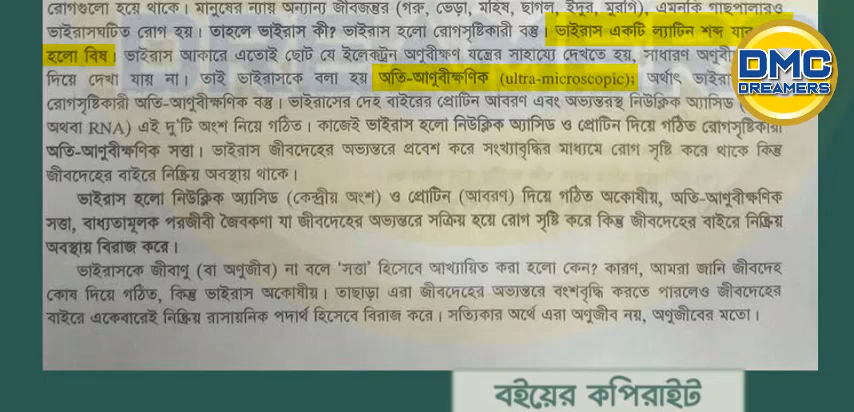 রোগগুলো হয়ে থাকে। মানুষের ন্যায় অন্যান্য জীবজন্তুর (গরু, ভেড়া, মহিষ, ছাগল, ইঁদুর, মুরগি), এমনকি গাছপালারও
ভাইরাসঘটিত রোগ হয়। তাহলে ভাইরাস কী? ভাইরাস হলো রোগসৃষ্টিকারী বস্তু। ভাইরাস একটি ল্যাটিন শব্দ যার
হলো বিষ। ভাইরাস আকারে এতোই ছোট যে ইলেকট্রন অণুবীক্ষণ যন্ত্রের সাহায্যে দেখতে হয়, সাধারণ
দিয়ে দেখা যায় না। তাই ভাইরাসকে বলা হয় অতি-আণুবীক্ষণিক (ultra-microscopic); অর্থাৎ
রোগসৃষ্টিকারী অতি-আণুবীক্ষণিক বস্তু। ভাইরাসের দেহ বাইরের প্রোটিন আবরণ এবং অভ্যন্তরস্থ নিউক্লিক অ্যাসিড
অথবা RNA) এই দু'টি অংশ নিয়ে গঠিত। কাজেই ভাইরাস হলো নিউক্লিক অ্যাসিড ও প্রোটিন দিয়ে গঠিত রোগসৃষ্টিকারী
অতি-আণুবীক্ষণিক সত্তা। ভাইরাস জীবদেহের অভ্যন্তরে প্রবেশ করে সংখ্যাবৃদ্ধির মাধ্যমে রোগ সৃষ্টি করে থাকে কিন্তু
জীবদেহের বাইরে নিষ্ক্রিয় অবস্থায় থাকে।
ভাইরাস হলো নিউক্লিক অ্যাসিড (কেন্দ্রীয় অংশ) ও প্রোটিন (আবরণ) দিয়ে গঠিত অকোষীয়, অতি-আণুবীক্ষণিক
সত্তা, বাধ্যতামূলক পরজীবী জৈবকণা যা জীবদেহের অভ্যন্তরে সক্রিয় হয়ে রোগ সৃষ্টি করে কিন্তু জীবদেহের বাইরে নিষ্ক্রিয়
অবস্থায় বিরাজ করে।
ভাইরাসকে জীবাণু (বা অণুজীব) না বলে 'সত্তা' হিসেবে আখ্যায়িত করা হলো কেন? কারণ, আমরা জানি জীবদেহ
কোষ দিয়ে গঠিত, কিন্তু ভাইরাস অকোষীয়। তাছাড়া এরা জীবদেহের অভ্যন্তরে বংশবৃদ্ধি করতে পারলেও জীবদেহের
বাইরে একেবারেই নিষ্ক্রিয় রাসায়নিক পদার্থ হিসেবে বিরাজ করে। সত্যিকার অর্থে এরা অণুজীব নয়, অণুজীবের মতো।
DMC
DREAMERS
বইয়ের কপিরাইট